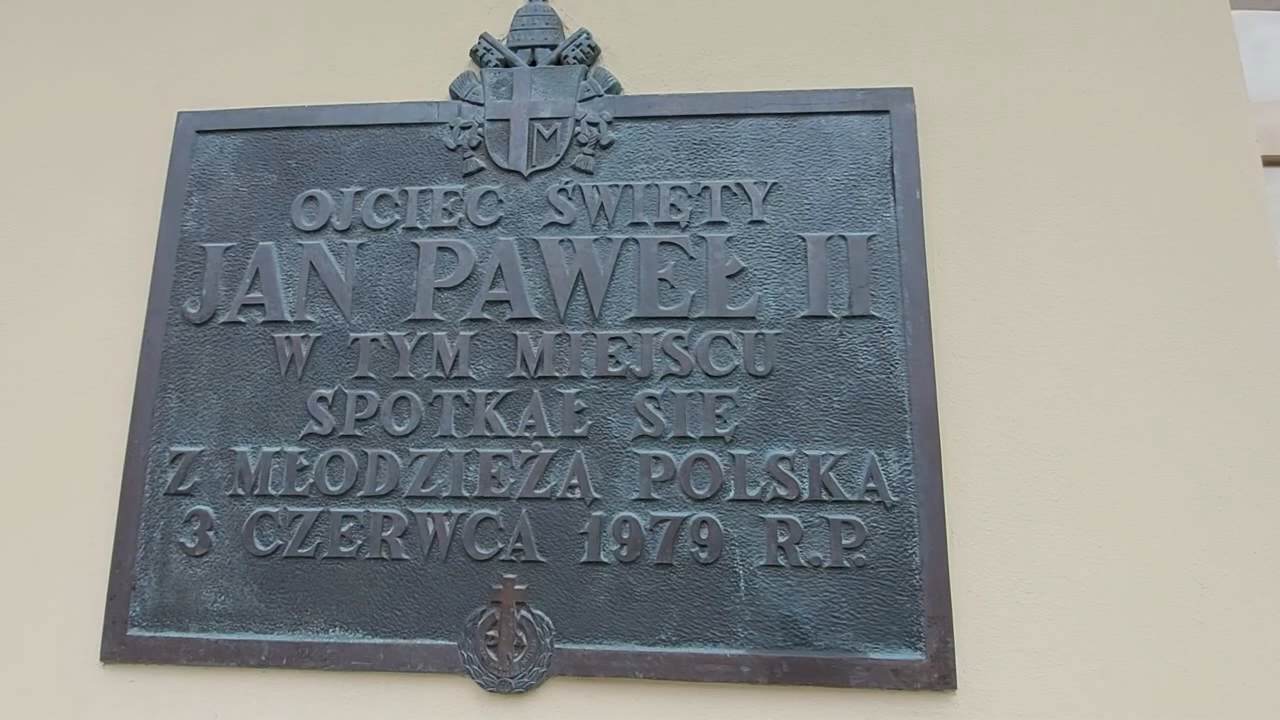 M
OJCIEC ŚWIĘTY
JAN PAWEŁ II
W TYM MIEJSCU
SPOTKAŁ SIĘ
Z MŁODZIEŻĄ POLSKĄ
3 CZERWCA 1979 R.P.